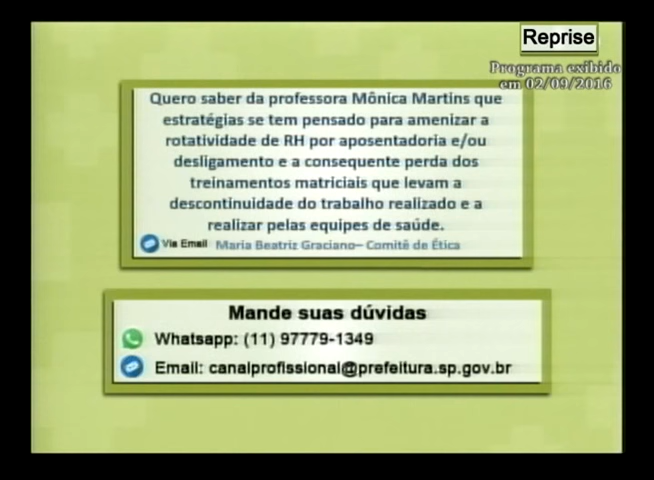 Reprise
Programa exibido
em 02/09/2016
Quero saber da professora Mônica Martins que
estratégias se tem pensado para amenizar a
rotatividade de RH por aposentadoria e/ou
desligamento e a consequente perda dos
treinamentos matriciais que levam a
descontinuidade do trabalho realizado e a
realizar pelas equipes de saúde.
Via Email Maria Beatriz Graciano– Comitê de Ética
Mande suas dúvidas
Whatsapp: (11) 97779-1349
Email: canalprofissional@prefeitura.sp.gov.br